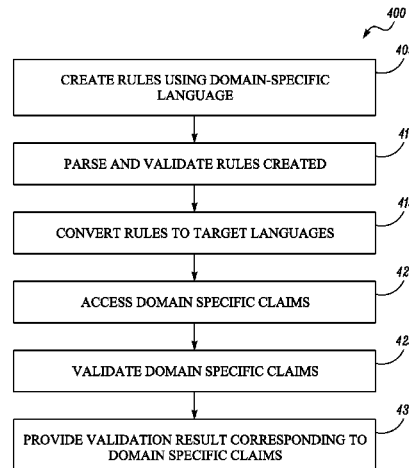 400
CREATE RULES USING DOMAIN-SPECIFIC
LANGUAGE
PARSE AND VALIDATE RULES CREATED
CONVERT RULES TO TARGET LANGUAGES
ACCESS DOMAIN SPECIFIC CLAIMS
VALIDATE DOMAIN SPECIFIC CLAIMS
PROVIDE VALIDATION RESULT CORRESPONDING TO
DOMAIN SPECIFIC CLAIMS